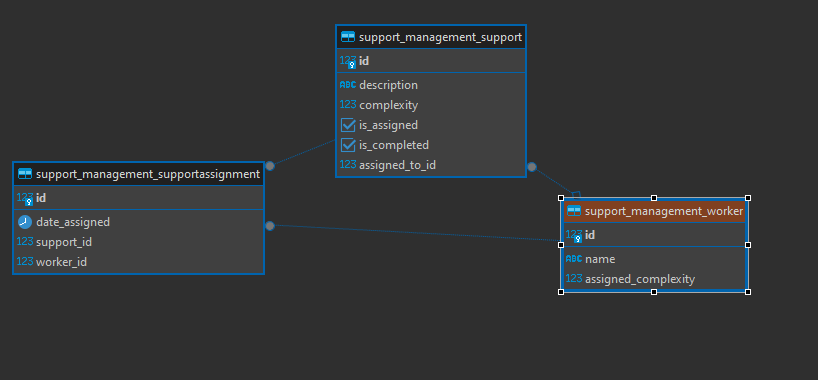 support_management_support
123 id
ABC description
123 complexity
is_assigned
is_completed
123 assigned_to_id
support_management_supportassignment
123 id
date_assigned
123 support_id
123 worker_id
support_management_worker
123 id
ABC name
123 assigned_complexity